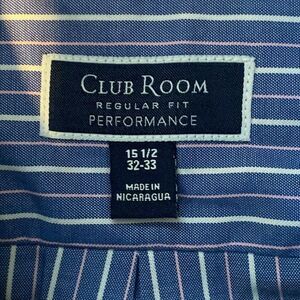 CLUB ROOM
REGULAR FIT
PERFORMANCE
15 1/2
32-33
MADE IN
NICARAGUA